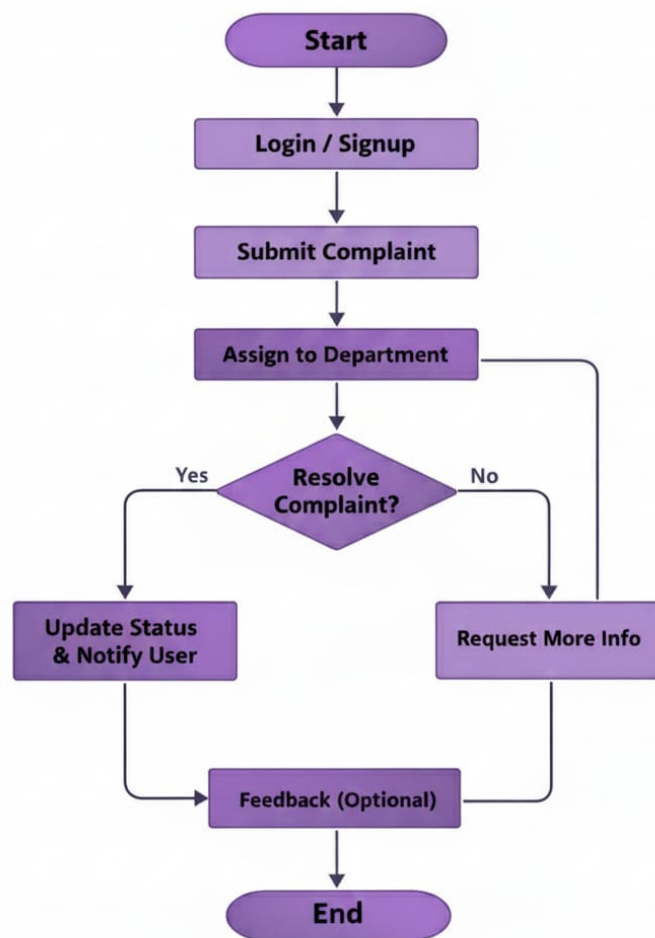 Start
Login / Signup
Submit Complaint
Assign to Department
Yes
Resolve
Complaint?
No
Update Status
& Notify User
Request More Info
Feedback (Optional)
End